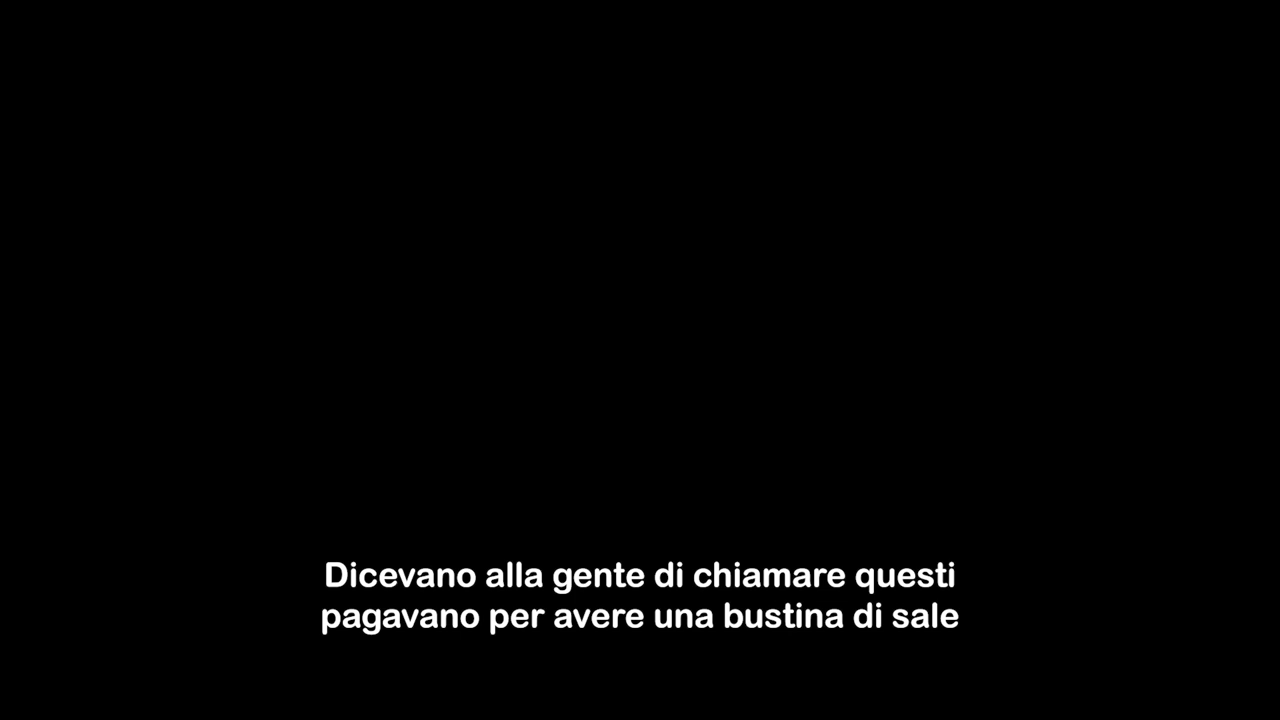 Dicevano alla gente di chiamare questi
pagavano per avere una bustina di sale